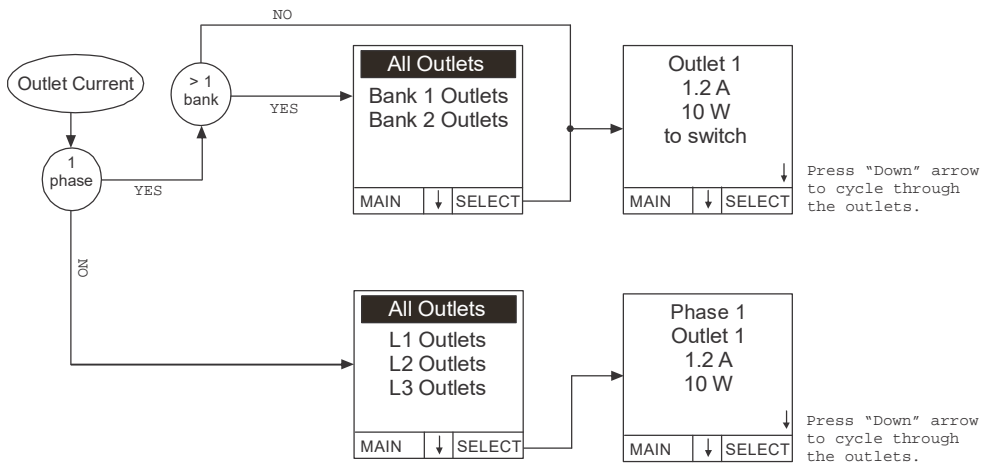 NO
Outlet Current
> 1
bank
YES
1
phase
YES
NO
All Outlets
Bank 1 Outlets
Bank 2 Outlets
MAIN ↓ SELECT
Outlet 1
1.2 A
10 W
to switch
↓
MAIN ↓ SELECT
Press "Down" arrow
to cycle through
the outlets.
All Outlets
L1 Outlets
L2 Outlets
L3 Outlets
MAIN ↓ SELECT
Phase 1
Outlet 1
1.2 A
10 W
↓
MAIN ↓ SELECT
Press "Down" arrow
to cycle through
the outlets.